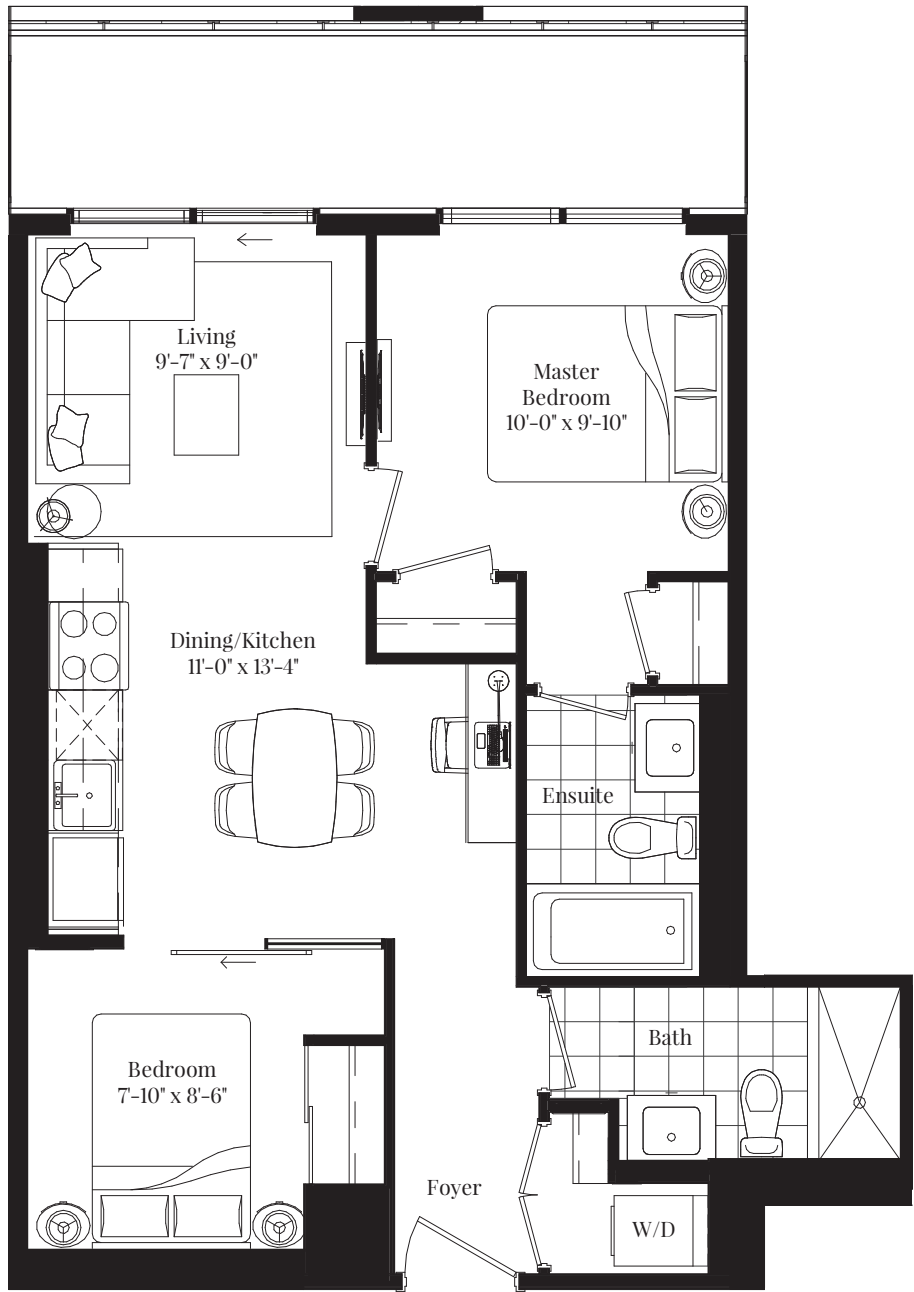 Living
9'-7" x 9'-0"
Master
Bedroom
10'-0" x 9'-10"
Dining/Kitchen
11'-0" x 13'-4"
Ensuite
Bath
Bedroom
7'-10" x 8'-6"
Foyer
W/D